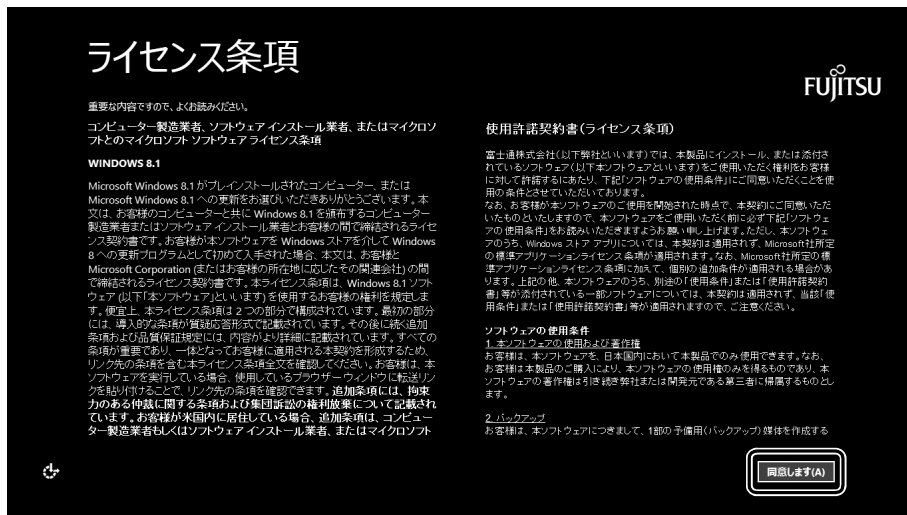 ライセンス条項
FUJITSU
重要な内容ですので、よくお読みください。
コンピューター製造業者、ソフトウェア インストール業者、またはマイクロソ
フトとのマイクロソフト ソフトウェア ライセンス条項
WINDOWS 8.1
Microsoft Windows 8.1 がプレインストールされたコンピューター、または
Microsoft Windows 8.1 への更新をお選びいただきありがとうございます。本
文は、お客様のコンピューターと共に Windows 8.1 を頒布するコンピューター
製造業者またはソフトウェア インストール業者とお客様の間で締結されるライセ
ンス契約書です。お客様が本ソフトウェアを Windows ストアを介して Windows
8 への更新プログラムとして初めて入手された場合、本文は、お客様と
Microsoft Corporation (またはお客様の所在地に応じたその関連会社) の間
で締結されるライセンス契約書です。本ライセンス条項は、Windows 8.1 ソフト
ウェア (以下「本ソフトウェア」といいます) を使用するお客様の権利を規定しま
す。便宜上、本ライセンス条項は 2 つの部分で構成されています。最初の部分
には、導入的な条項が質疑応答形式で記載されています。その後に続く追加
条項および品質保証規定には、内容がより詳細に記載されています。すべての
条項が重要であり、一体となってお客様に適用される本契約を形成するため、
リンク先の条項を含む本ライセンス条項全文を確認してください。お客様は、本
ソフトウェアを実行している場合、使用しているブラウザー ウィンドウに転送リン
クを貼り付けることで、リンク先の条項を確認できます。追加条項には、拘束
力のある仲裁に関する条項および集団訴訟の権利放棄について記載され
ています。お客様が米国内に居住している場合、追加条項は、コンピュー
ター製造業者もしくはソフトウェア インストール業者、またはマイクロソフト
使用許諾契約書(ライセンス条項)
富士通株式会社(以下弊社といいます)では、本製品にインストール、または添付さ
れているソフトウェア(以下本ソフトウェアといいます)をご使用いただく権利をお客様
に対して許諾するにあたり、下記「ソフトウェアの使用条件」にご同意いただくことを使
用の条件とさせていただいております。
なお、お客様が本ソフトウェアのご使用を開始された時点で、本契約にご同意いただ
いたものといたしますので、本ソフトウェアをご使用いただく前に必ず下記「ソフトウェ
アの使用条件」をお読みいただきますようお願い申し上げます。ただし、本ソフトウェ
アのうち、Windows ストア アプリについては、本契約は適用されず、Microsoft社所定
の標準アプリケーションライセンス条項が適用されます。なお、Microsoft社所定の標
準アプリケーションライセンス条項に加えて、個別の追加条件が適用される場合があ
ります。上記の他、本ソフトウェアのうち、別途の「使用条件」または「使用許諾契約
書」等が添付されている一部ソフトウェアについては、本契約は適用されず、当該「使
用条件」または「使用許諾契約書」等が適用されますので、ご注意ください。
ソフトウェアの使用条件
1. 本ソフトウェアの使用および著作権
お客様は、本ソフトウェアを、日本国内において本製品でのみ使用できます。なお、
お客様は本製品のご購入により、本ソフトウェアの使用権のみを得るものであり、本
ソフトウェアの著作権は引き続き弊社または開発元である第三者に帰属するものとし
ます。
2. バックアップ
お客様は、本ソフトウェアにつきまして、1部の予備用(バックアップ)媒体を作成する
同意します(A)